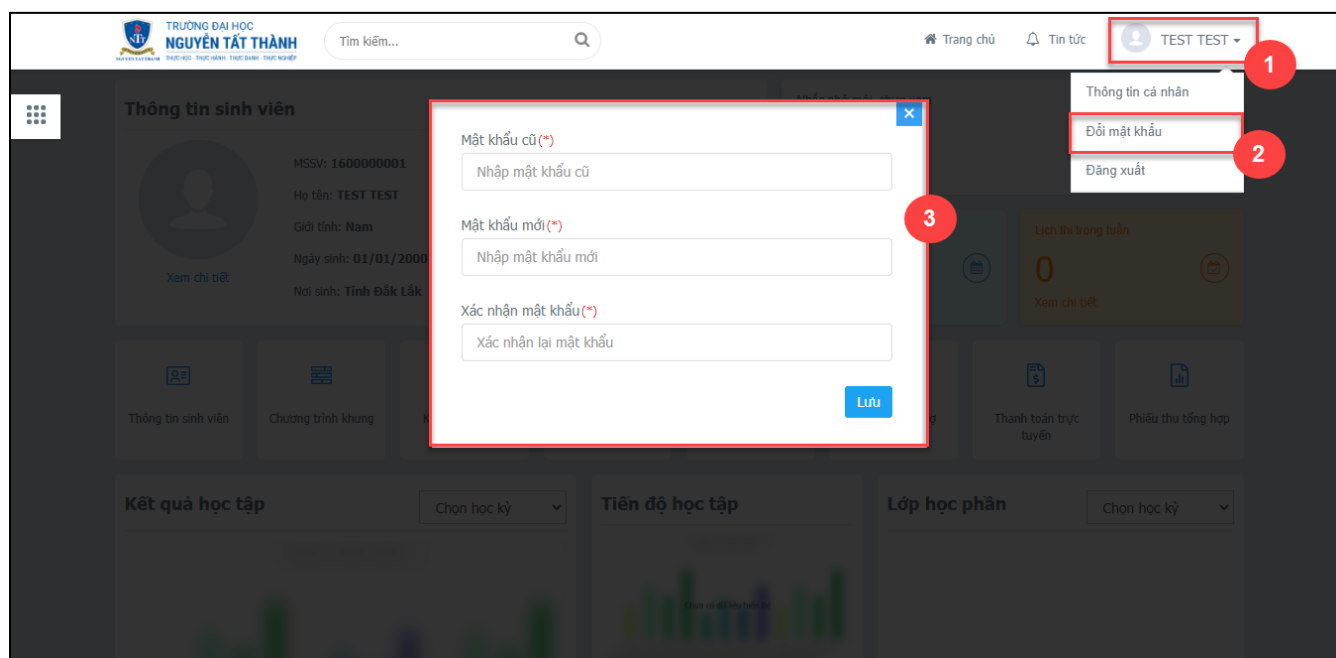 TRƯỜNG ĐẠI HỌC
NGUYỄN TẤT THÀNH
Tìm kiếm...
Trang chủ
Tin tức
TEST TEST
1
Thông tin cá nhân
Đổi mật khẩu
2
Đăng xuất
Thông tin sinh viên
MSSV: 1600000001
Họ tên: TEST TEST
Giới tính: Nam
Ngày sinh: 01/01/2000
Nơi sinh: Tỉnh Đắk Lắk
Xem chi tiết
Mật khẩu cũ(*)
Nhập mật khẩu cũ
Mật khẩu mới(*)
Nhập mật khẩu mới
Xác nhận mật khẩu(*)
Xác nhận lại mật khẩu
Lưu
3
Lịch thi trong tuần
0
Xem chi tiết
Thông tin sinh viên
Chương trình khung
Thanh toán trực
tuyến
Phiếu thu tổng hợp
Kết quả học tập
Chọn học kỳ
Tiến độ học tập
Lớp học phần
Chọn học kỳ